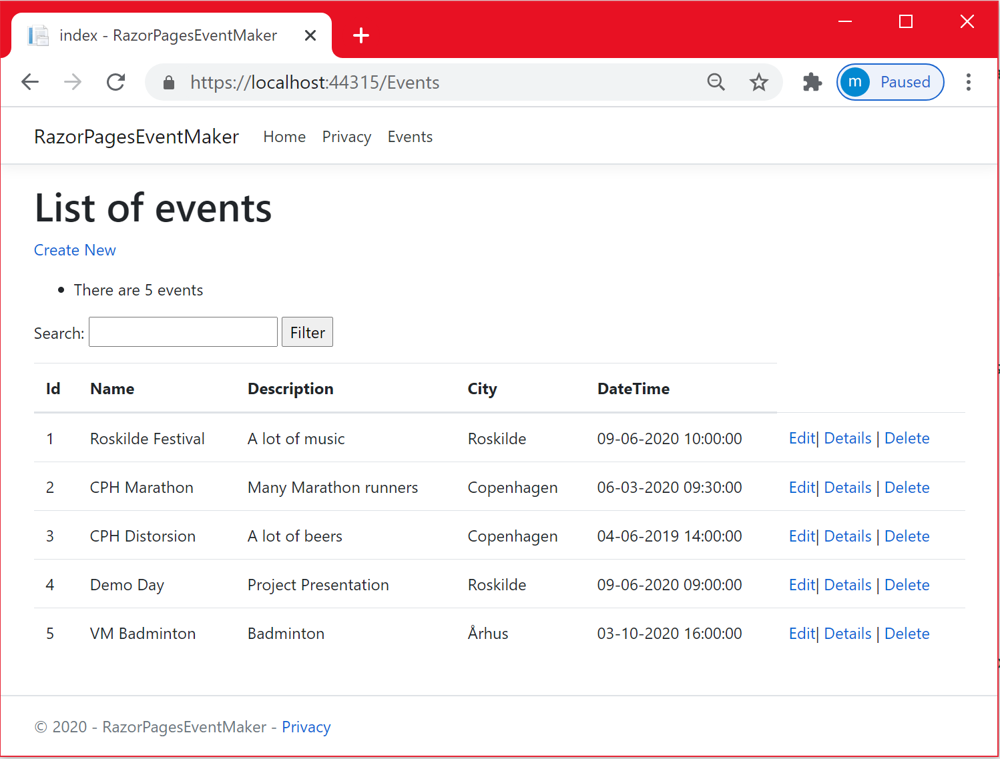 index - RazorPagesEventMaker
https://localhost:44315/Events
m Paused
RazorPagesEventMaker Home Privacy Events
List of events
Create New
• There are 5 events
Search: Filter
Id Name Description City DateTime
1 Roskilde Festival A lot of music Roskilde 09-06-2020 10:00:00 Edit| Details | Delete
2 CPH Marathon Many Marathon runners Copenhagen 06-03-2020 09:30:00 Edit| Details | Delete
3 CPH Distorsion A lot of beers Copenhagen 04-06-2019 14:00:00 Edit| Details | Delete
4 Demo Day Project Presentation Roskilde 09-06-2020 09:00:00 Edit| Details | Delete
5 VM Badminton Badminton Århus 03-10-2020 16:00:00 Edit| Details | Delete
© 2020 - RazorPagesEventMaker - Privacy